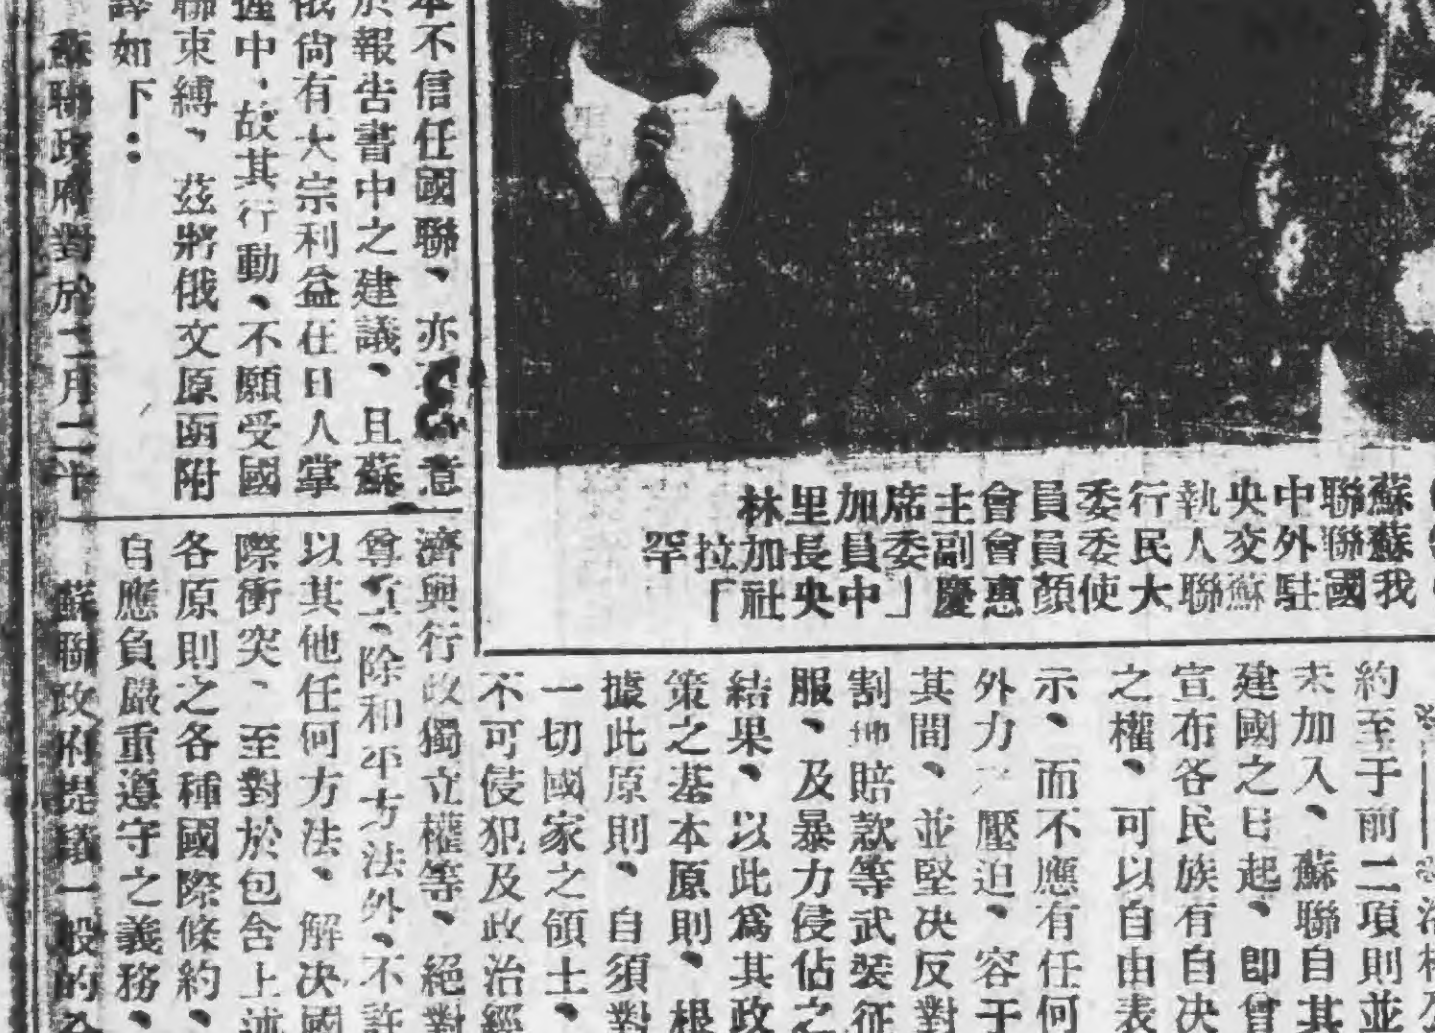 蘇聯中央執行委員會主席加里林
蘇聯外交人民委員會副委員長加拉罕
我國駐蘇聯大使顏惠慶」中央社「
本不信任國聯、亦意
於報告書中之建議、且蘇
俄尙有大宗利益在日人掌
握中、故其行動、不願受國
聯束縛、茲將俄文原函附
譯如下：
蘇聯政府對於二月二十
約至于前二項則並
未加入、蘇聯自其
建國之日起、即曾
宣布各民族有自决
之權、可以自由表
示、而不應有任何
外力之壓迫、容于
其間、並堅决反對
割地賠款等武裝征
服、及暴力侵佔之
結果、以此爲其政
策之基本原則、根
據此原則、自須對
一切國家之領土、
不可侵犯及政治經
濟與行政獨立權等、絕對
尊重、除和平方法外、不許
以其他任何方法、解决國
際衝突、至對於包含上述
各原則之各種國際條約、
自應負嚴重遵守之義務、
蘇聯政府提議一般的